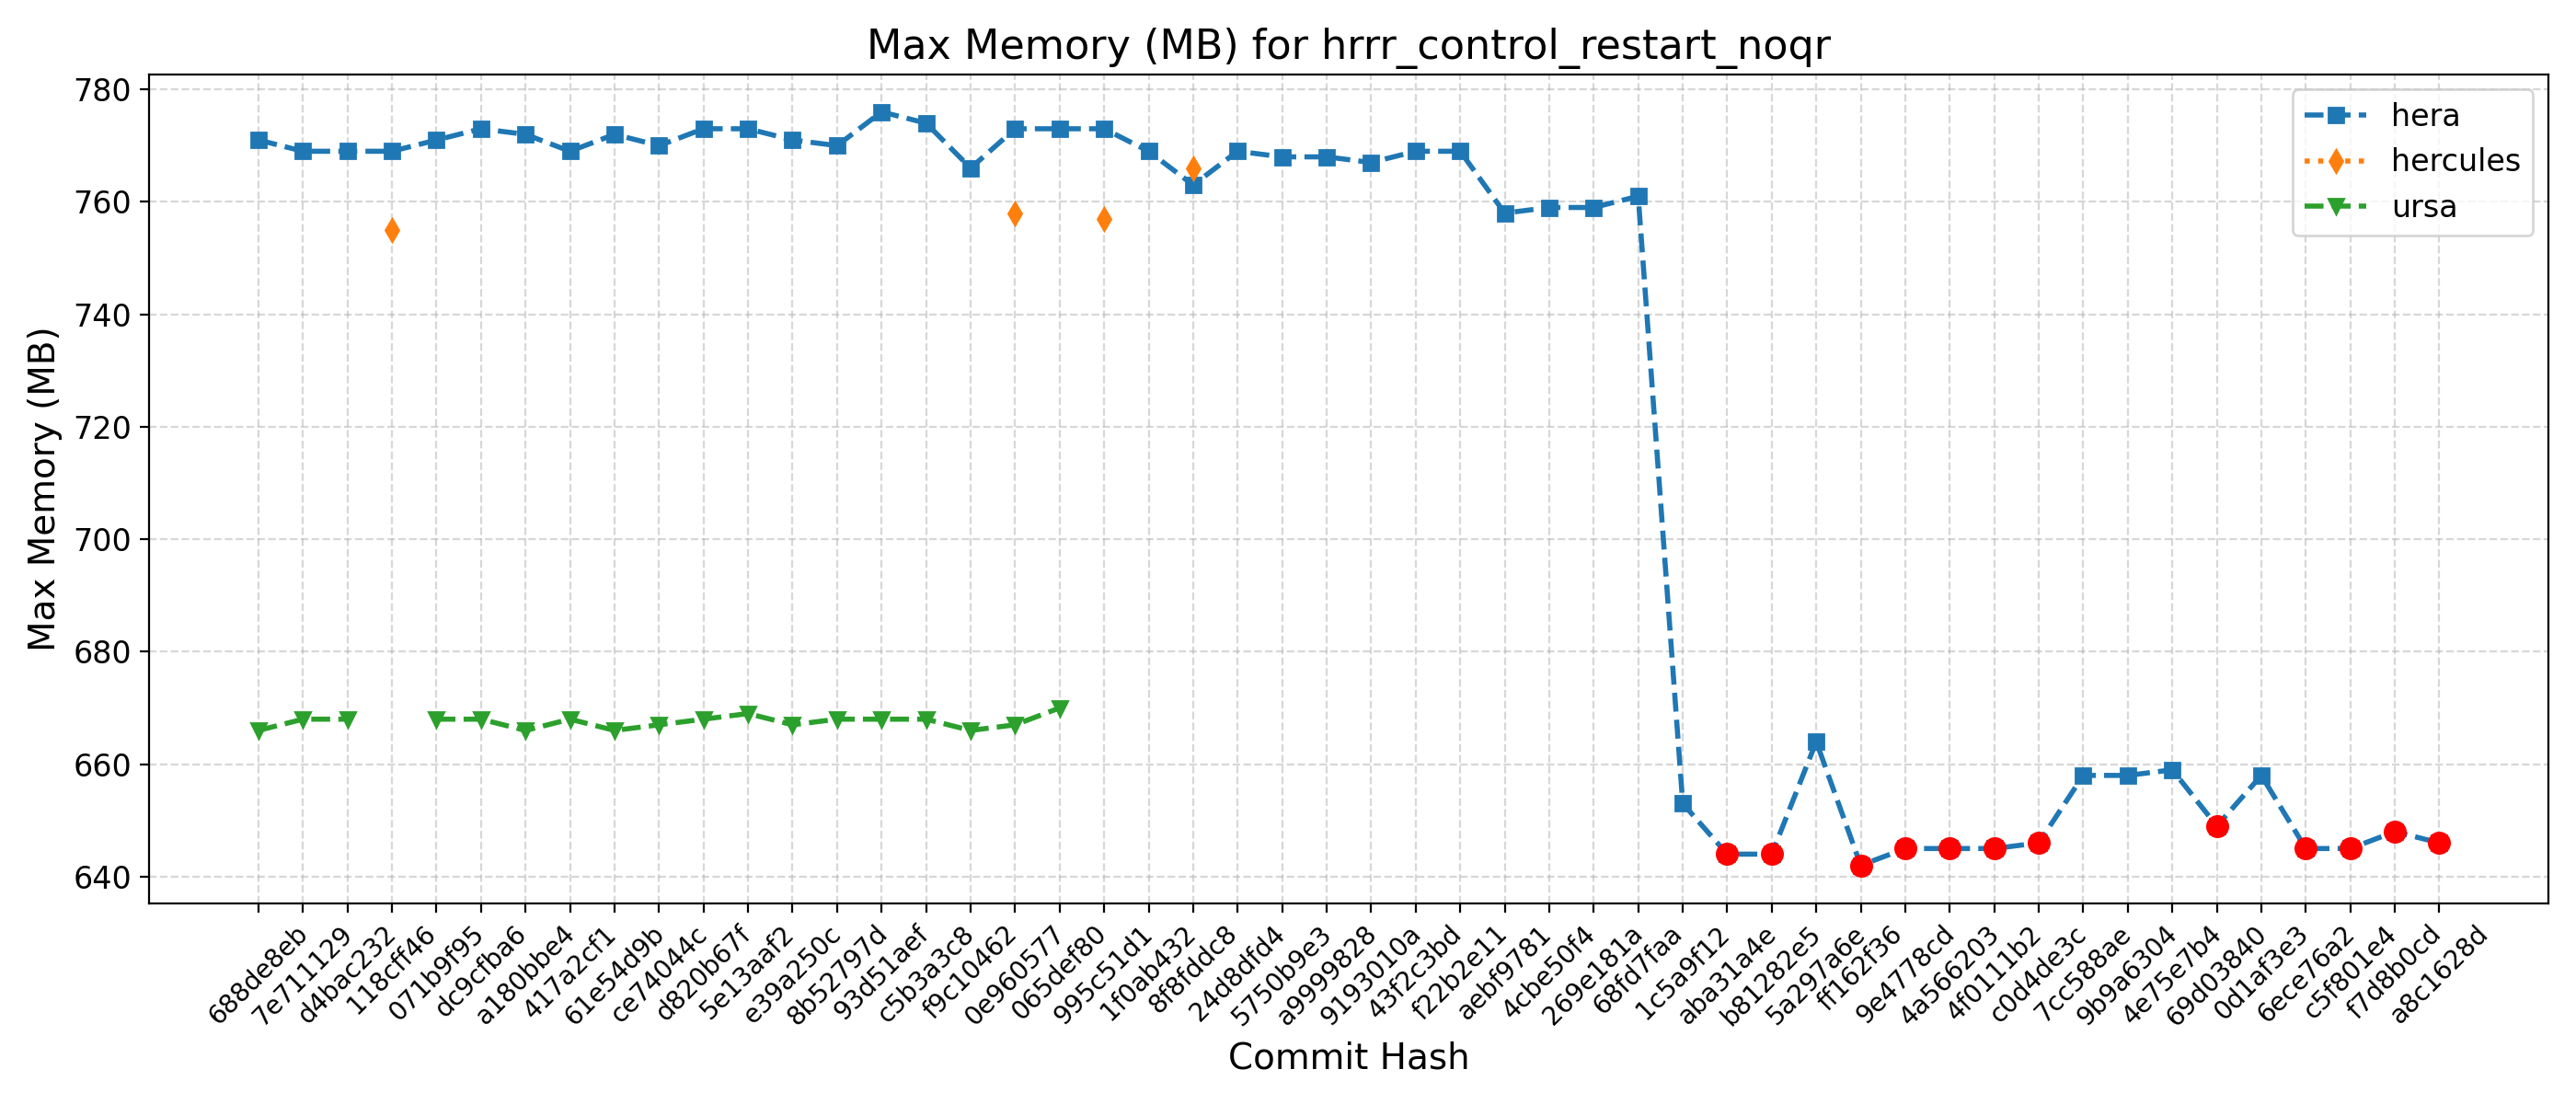 Max Memory (MB) for hrrr_control_restart_noqr
780
760
740
720
700
680
660
640
Max Memory (MB)
hera
hercules
ursa
688de8eb
7e711129
d4bac232
118cff46
071b9f95
dc9cfba6
a180bbe4
417a2cf1
61e54d9b
ce74044c
d820b67f
5e13aaf2
e39a250c
8b52797d
93d51aef
c5b3a3c8
f9c10462
0e960577
065def80
995c51d1
1f0ab432
8f8fddc8
24d8dfd4
5750b9e3
a9999828
9193010a
43f2c3bd
f22b2e11
aebf9781
4cbe50f4
269e181a
68fd7faa
1c5a9f12
aba31a4e
b81282e5
5a297a6e
ff162f36
9e4778cd
4a566203
4f0111b2
c0d4de3c
7cc588ae
9b9a6304
4e75e7b4
69d03840
0d1af3e3
6ece76a2
c5f801e4
f7d8b0cd
a8c1628d
Commit Hash